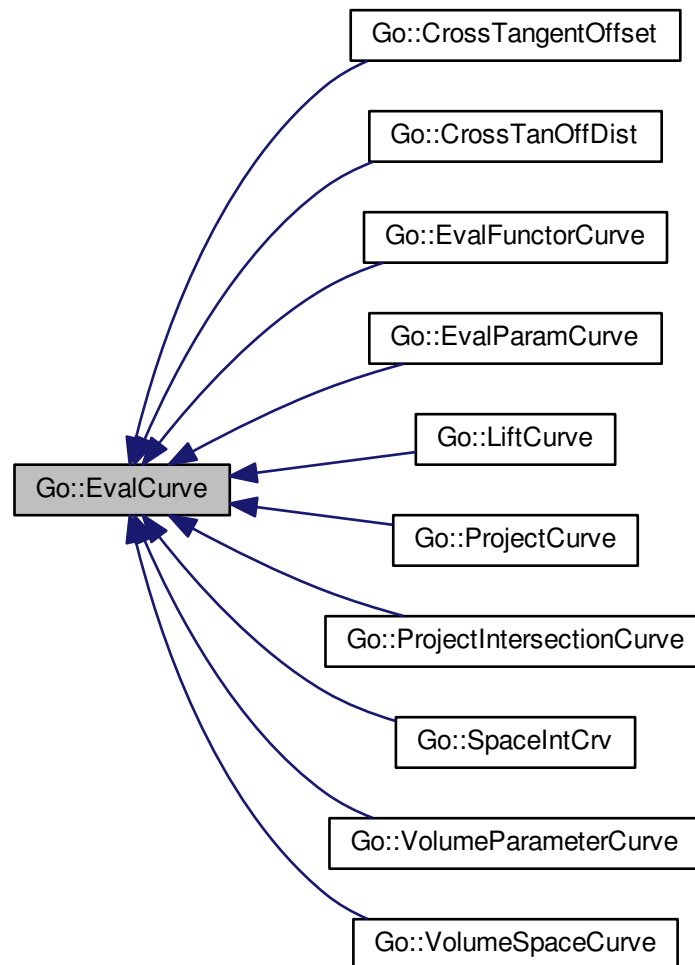 Go::CrossTangentOffset
Go::CrossTanOffDist
Go::EvalFunctorCurve
Go::EvalParamCurve
Go::LiftCurve
Go::EvalCurve
Go::ProjectCurve
Go::ProjectIntersectionCurve
Go::SpaceIntCrv
Go::VolumeParameterCurve
Go::VolumeSpaceCurve